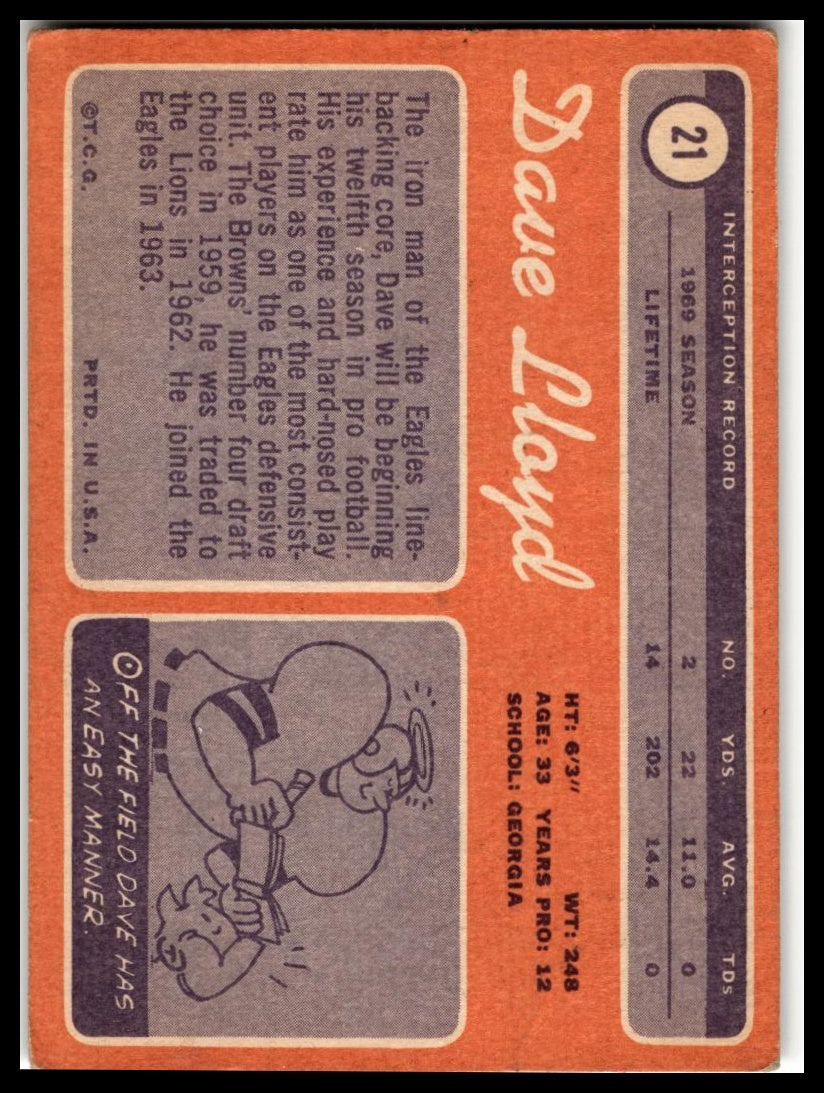 21
INTERCEPTION RECORD NO. YDS. AVG. TDS
1969 SEASON 2 22 11.0 0
LIFETIME 14 202 14.4 0
Dave Lloyd
HT: 6'3" WT: 248
AGE: 33 YEARS PRO: 12
SCHOOL: GEORGIA
The iron man of the Eagles line-
backing core, Dave will be beginning
his twelfth season in pro football.
His experience and hard-nosed play
rate him as one of the most consist-
ent players on the Eagles defensive
unit. The Browns' number four draft
choice in 1959, he was traded to
the Lions in 1962. He joined the
Eagles in 1963.
©T.C.G. PRTD. IN U.S.A.
OFF THE FIELD DAVE HAS
AN EASY MANNER.